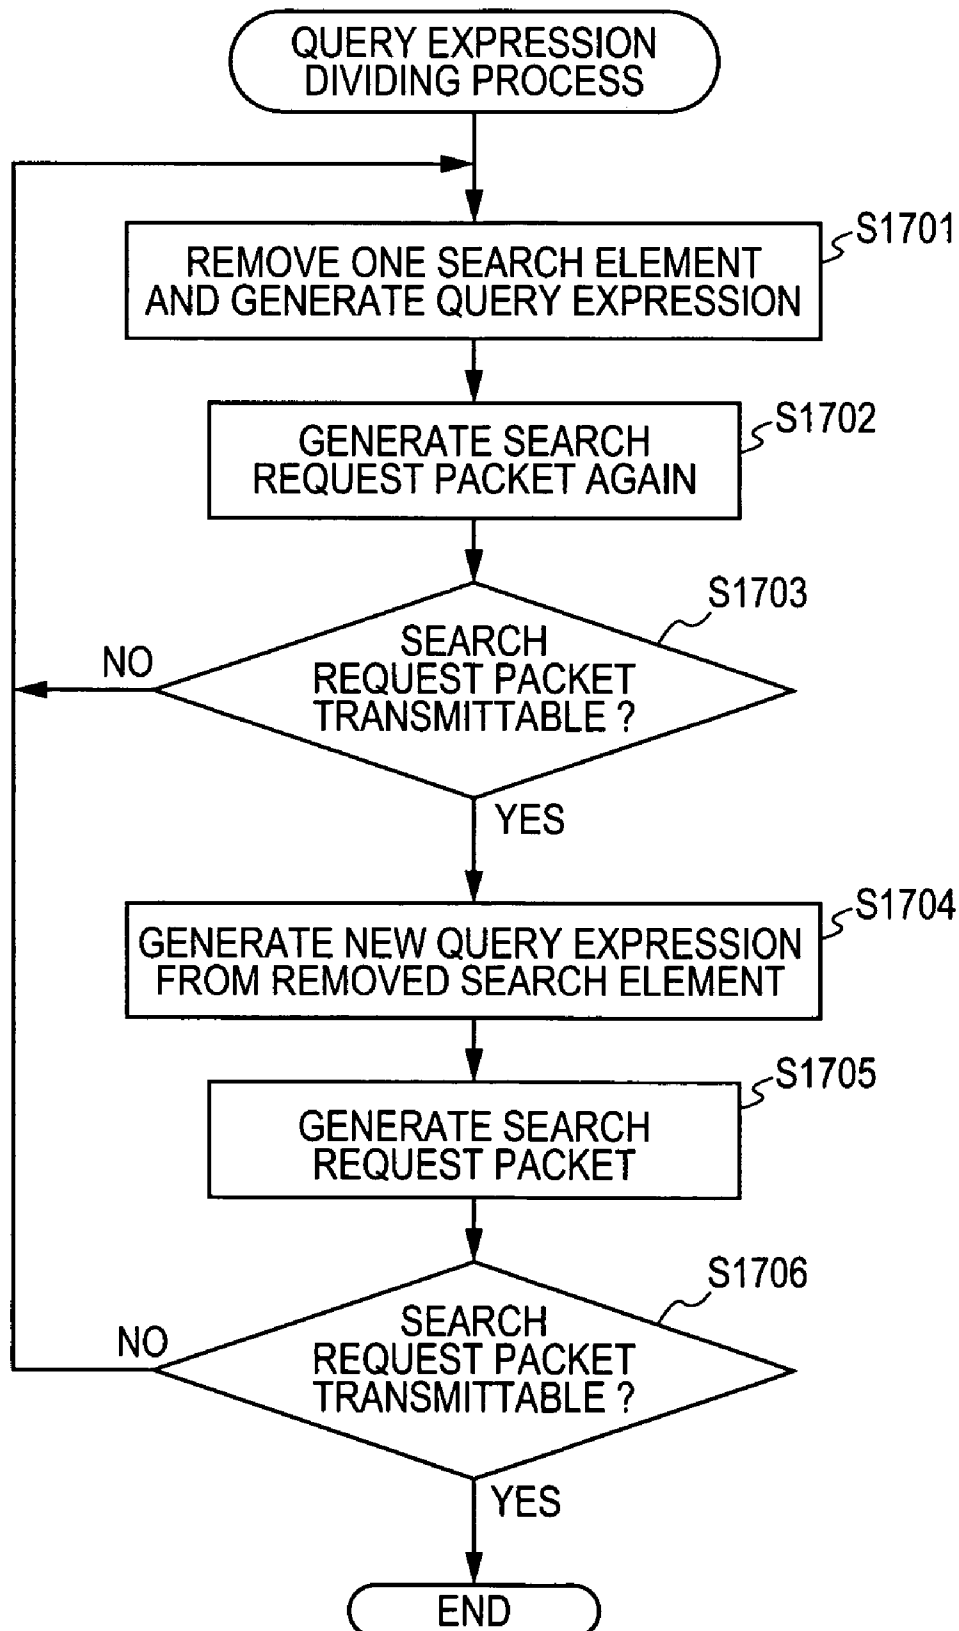 QUERY EXPRESSION
DIVIDING PROCESS
S1701
REMOVE ONE SEARCH ELEMENT
AND GENERATE QUERY EXPRESSION
S1702
GENERATE SEARCH
REQUEST PACKET AGAIN
S1703
SEARCH
REQUEST PACKET
TRANSMITTABLE ?
NO
YES
S1704
GENERATE NEW QUERY EXPRESSION
FROM REMOVED SEARCH ELEMENT
S1705
GENERATE SEARCH
REQUEST PACKET
S1706
SEARCH
REQUEST PACKET
TRANSMITTABLE ?
NO
YES
END